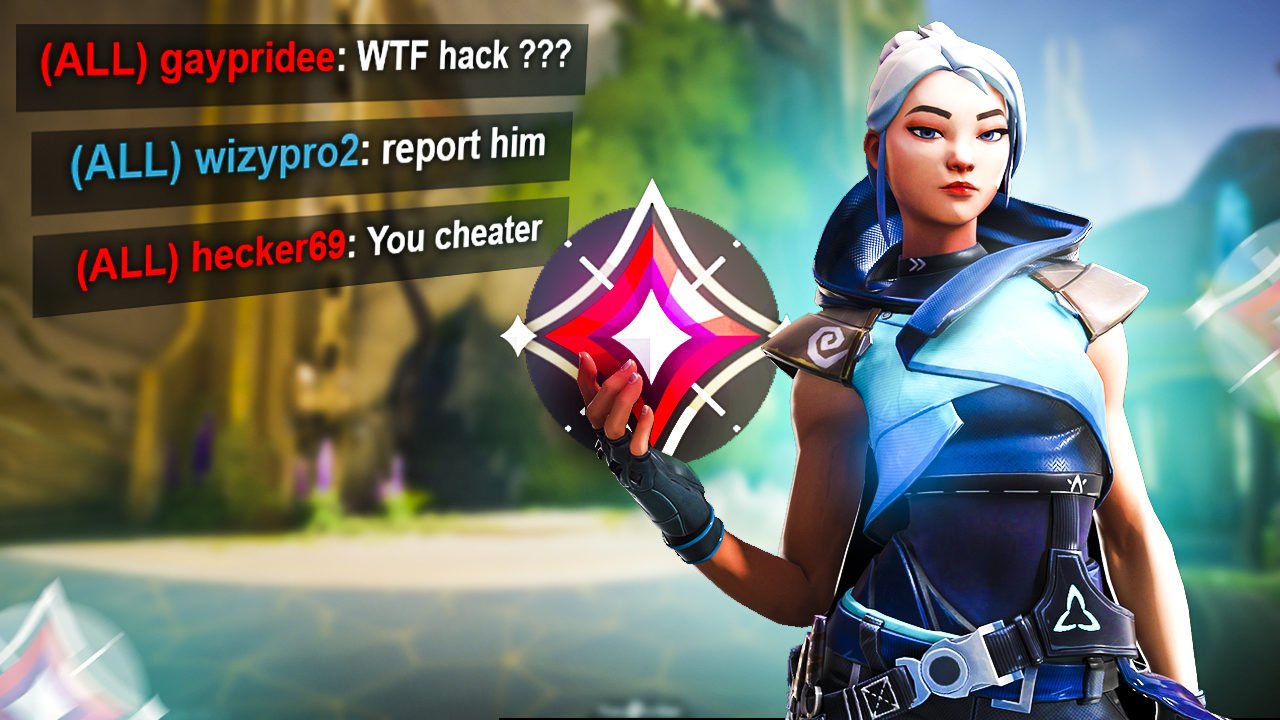 (ALL) gaypridee: WTF hack ???
(ALL) wizypro2: report him
(ALL) hecker69: You cheater